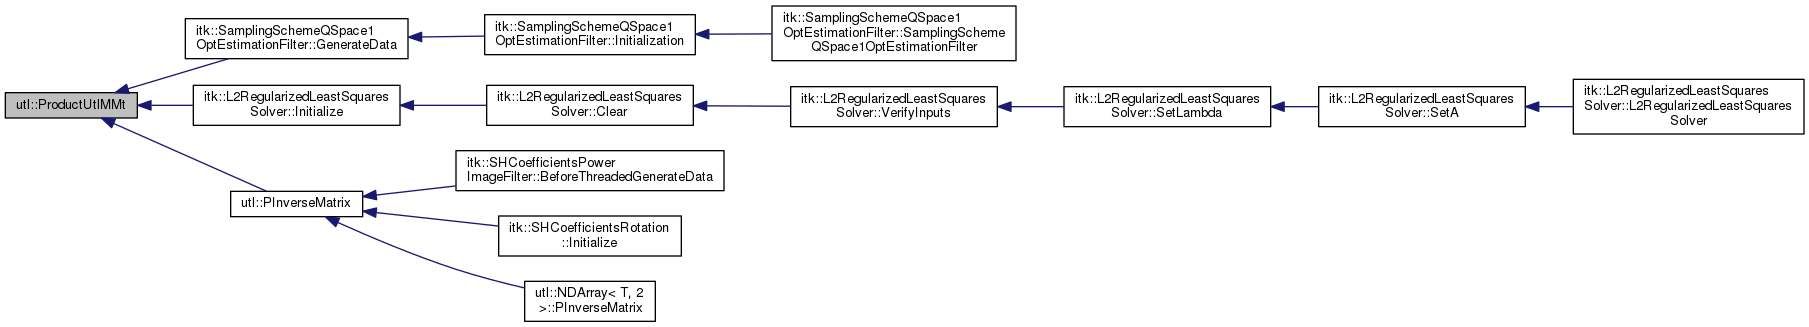 utl::ProductUtlMMt
itk::SamplingSchemeQSpace1
OptEstimationFilter::GenerateData
itk::SamplingSchemeQSpace1
OptEstimationFilter::Initialization
itk::SamplingSchemeQSpace1
OptEstimationFilter::SamplingScheme
QSpace1OptEstimationFilter
itk::L2RegularizedLeastSquares
Solver::Initialize
itk::L2RegularizedLeastSquares
Solver::Clear
itk::L2RegularizedLeastSquares
Solver::VerifyInputs
itk::L2RegularizedLeastSquares
Solver::SetLambda
itk::L2RegularizedLeastSquares
Solver::SetA
itk::L2RegularizedLeastSquares
Solver::L2RegularizedLeastSquares
Solver
utl::PInverseMatrix
itk::SHCoefficientsPower
ImageFilter::BeforeThreadedGenerateData
itk::SHCoefficientsRotation
::Initialize
utl::NDArray< T, 2
>::PInverseMatrix